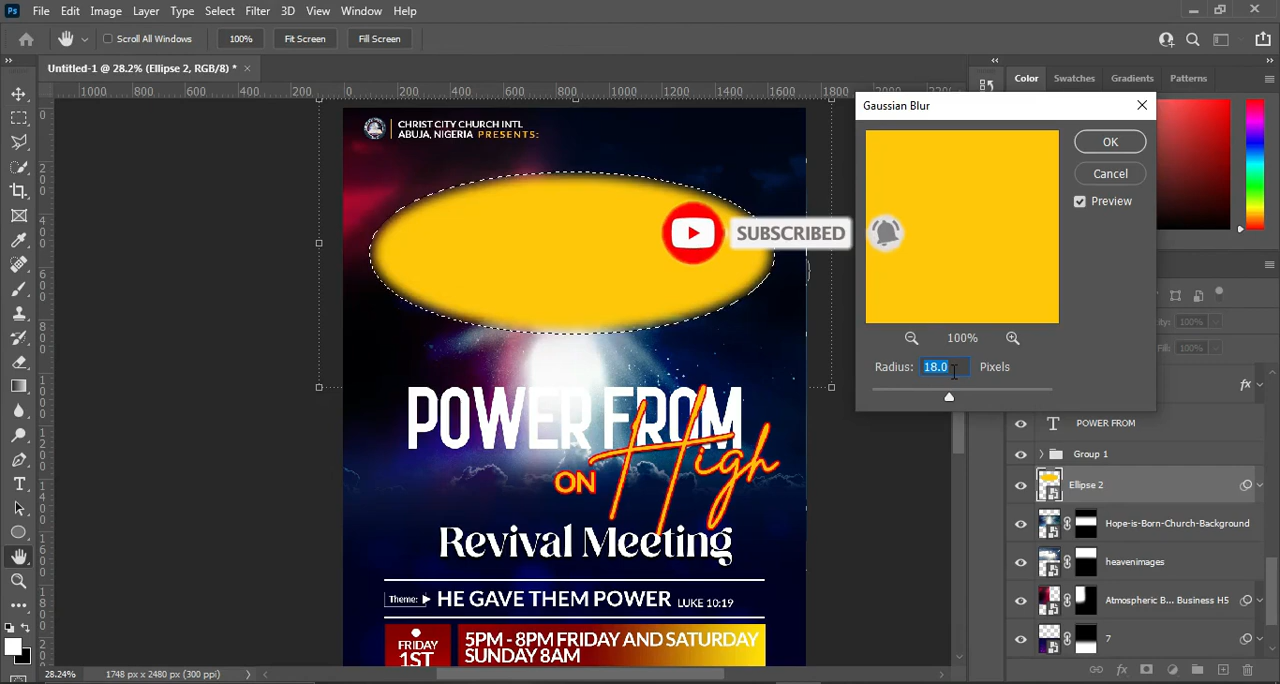 Ps File Edit Image Layer Type Select Filter 3D View Window Help
Scroll All Windows 100% Fit Screen Fill Screen
Untitled-1 @ 28.2% (Ellipse 2, RGB/8) * ×
Color Swatches Gradients Patterns
1000 800 600 400 200 0 200 400 600 800 1000 1200 1400 1600 1800
Gaussian Blur
OK
Cancel
Preview
100%
Radius: 18.0 Pixels
CHRIST CITY CHURCH INTL
ABUJA, NIGERIA PRESENTS:
SUBSCRIBED
POWER FROM
ON High
Revival Meeting
Theme: HE GAVE THEM POWER LUKE 10:19
FRIDAY
1ST
5PM - 8PM FRIDAY AND SATURDAY
SUNDAY 8AM
Fill: 100%
fx
POWER FROM
Group 1
Ellipse 2
Hope-is-Born-Church-Background
heavenimages
Atmospheric B... Business H5
7
fx
28.24% 1748 px x 2480 px (300 ppi)